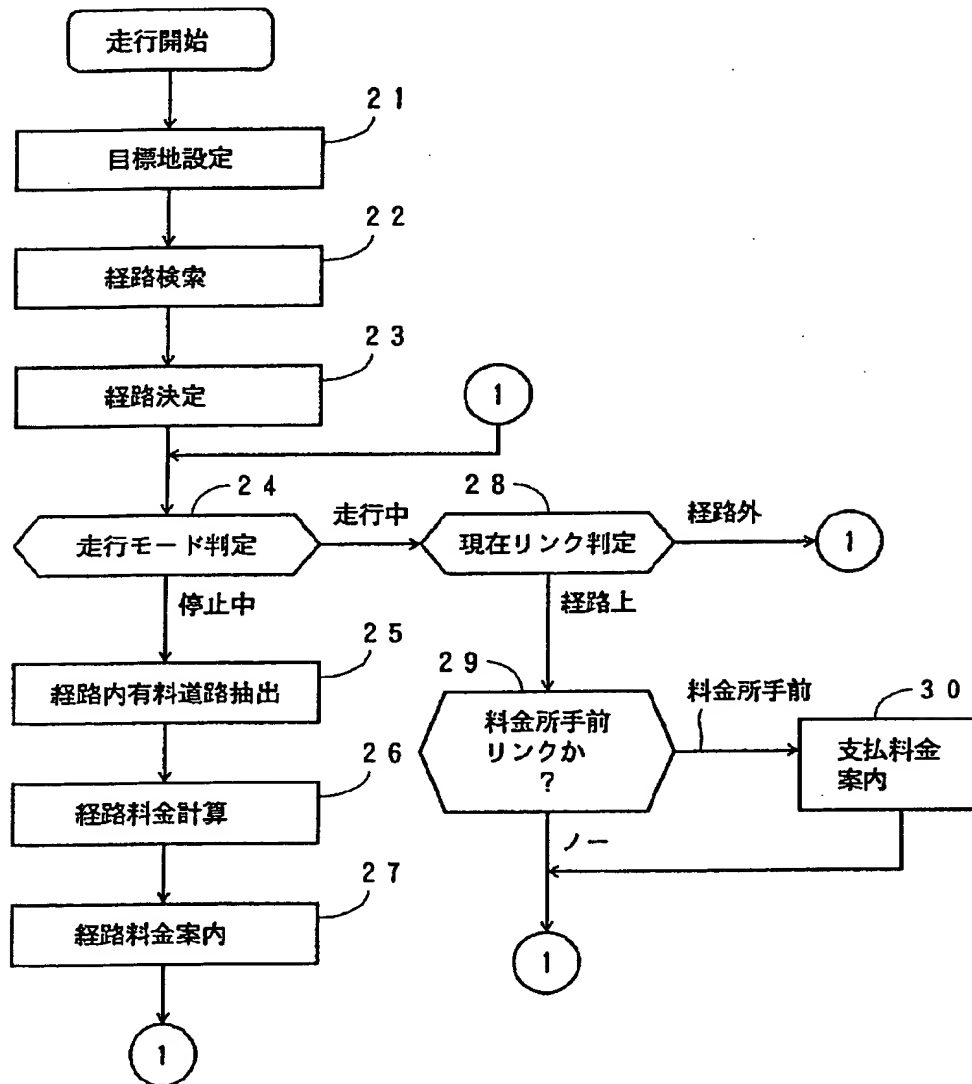 走行開始
21
目標地設定
22
経路検索
23
経路決定
1
24
走行モード判定
走行中
28
現在リンク判定
経路外
1
停止中
経路上
25
経路内有料道路抽出
29
料金所手前
リンクか
?
料金所手前
30
支払料金
案内
26
経路料金計算
ノー
27
経路料金案内
1
1